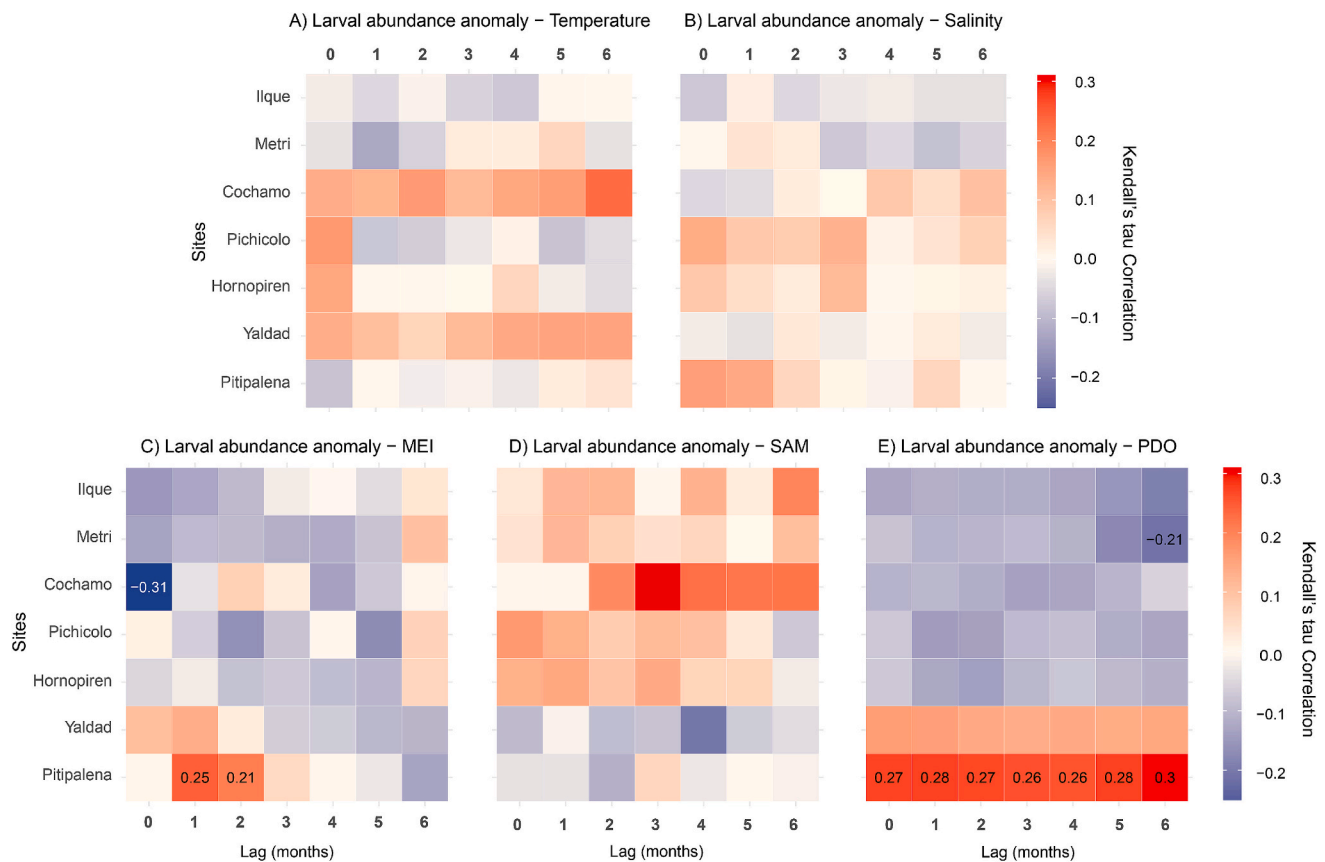 A) Larval abundance anomaly − Temperature
B) Larval abundance anomaly − Salinity
0 1 2 3 4 5 6
0 1 2 3 4 5 6
Ilque
Metri
Cochamo
Pichicolo
Hornopiren
Yaldad
Pitipalena
Sites
0.3
0.2
0.1
0.0
−0.1
−0.2
Kendall's tau Correlation
C) Larval abundance anomaly − MEI
D) Larval abundance anomaly − SAM
E) Larval abundance anomaly − PDO
Ilque
Metri
Cochamo
Pichicolo
Hornopiren
Yaldad
Pitipalena
Sites
−0.21
−0.31
0.25 0.21
0.27 0.28 0.27 0.26 0.26 0.28 0.3
0.3
0.2
0.1
0.0
−0.1
−0.2
Kendall's tau Correlation
0 1 2 3 4 5 6
0 1 2 3 4 5 6
0 1 2 3 4 5 6
Lag (months)
Lag (months)
Lag (months)